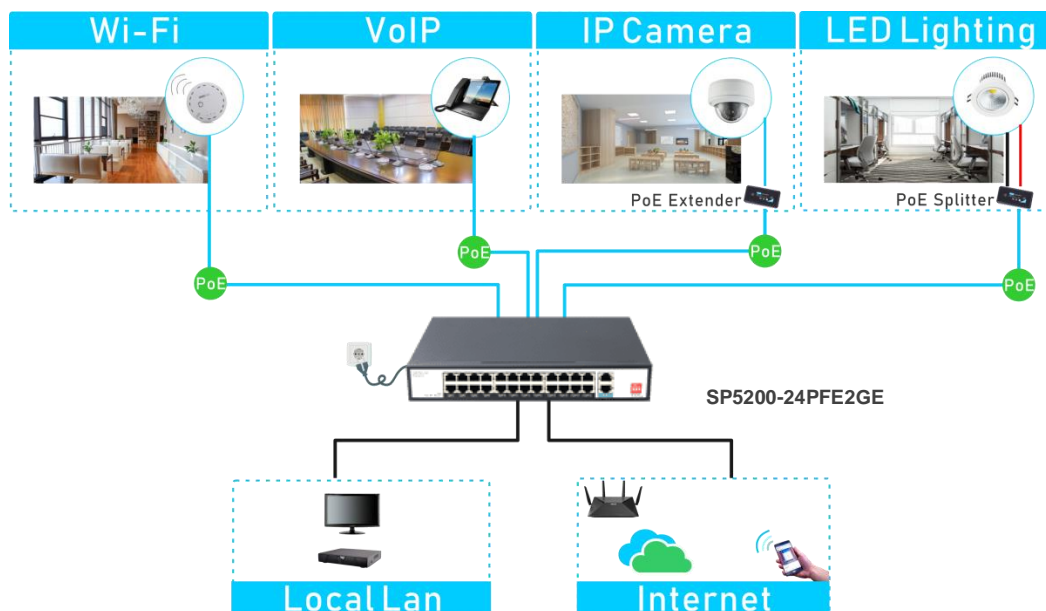 Wi-Fi
VoIP
IP Camera
LED Lighting
PoE Extender
PoE Splitter
PoE
PoE
PoE
PoE
SP5200-24PFE2GE
Local Lan
Internet